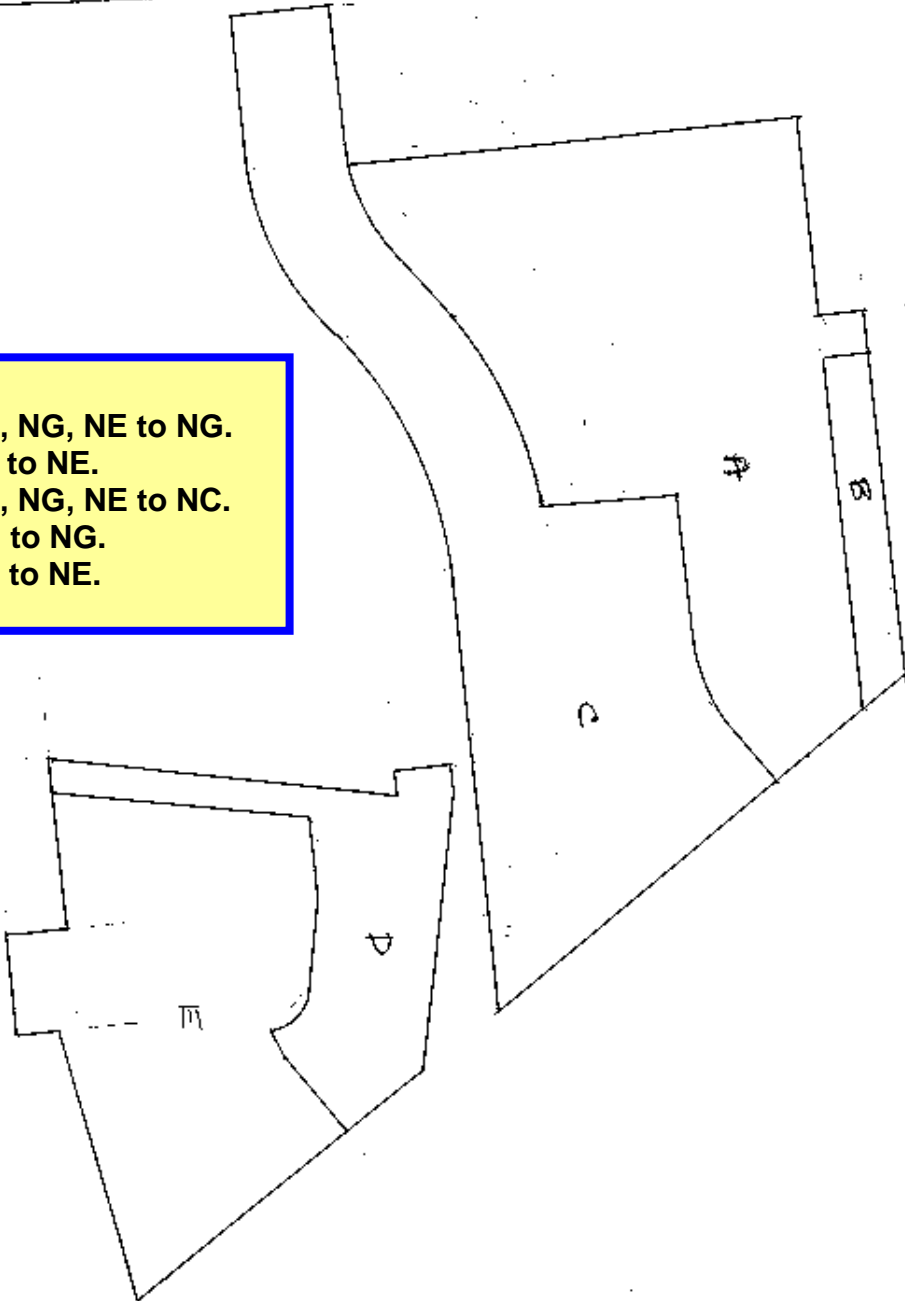 , NG, NE to NG.
to NE.
, NG, NE to NC.
to NG.
to NE.
A
B
C
D
E